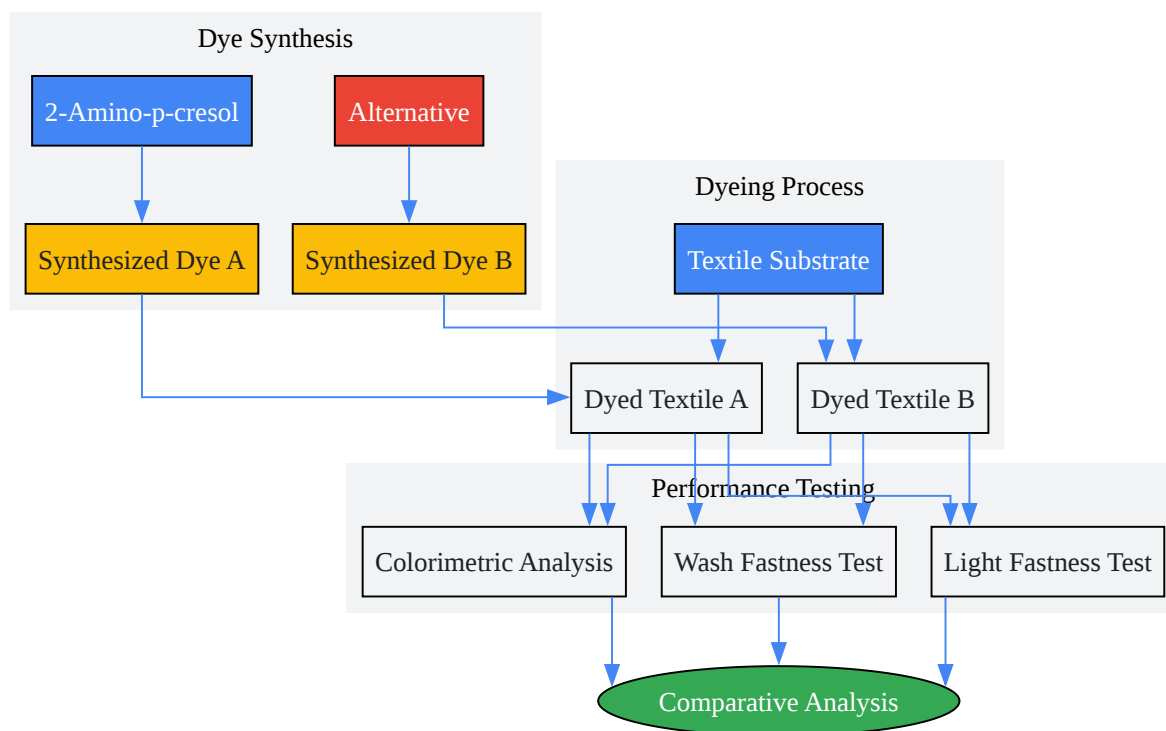 Dye Synthesis
2-Amino-p-cresol
Alternative
Synthesized Dye A
Synthesized Dye B
Dyeing Process
Textile Substrate
Dyed Textile A
Dyed Textile B
Performance Testing
Colorimetric Analysis
Wash Fastness Test
Light Fastness Test
Comparative Analysis